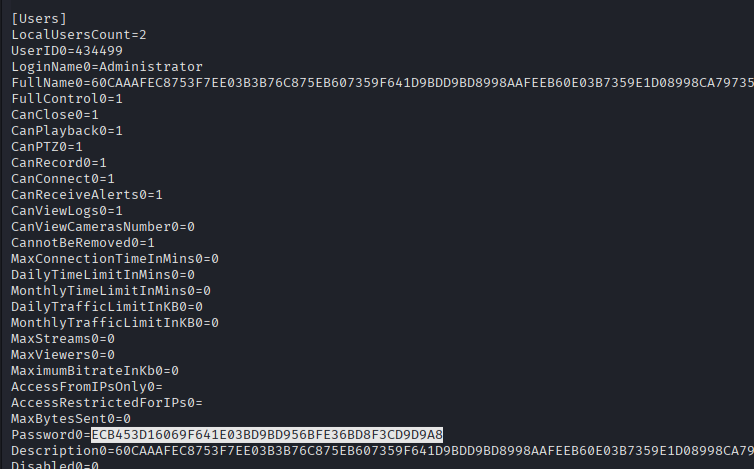 [Users]
LocalUsersCount=2
UserID0=434499
LoginName0=Administrator
FullName0=60CAAAFEC8753F7EE03B3B76C875EB607359F641D9BDD9BD8998AAFEEB60E03B7359E1D08998CA79735
FullControl0=1
CanClose0=1
CanPlayback0=1
CanPTZ0=1
CanRecord0=1
CanConnect0=1
CanReceiveAlerts0=1
CanViewLogs0=1
CanViewCamerasNumber0=0
CannotBeRemoved0=1
MaxConnectionTimeInMins0=0
DailyTimeLimitInMins0=0
MonthlyTimeLimitInMins0=0
DailyTrafficLimitInKB0=0
MonthlyTrafficLimitInKB0=0
MaxStreams0=0
MaxViewers0=0
MaximumBitrateInKb0=0
AccessFromIPsOnly0=
AccessRestrictedForIPs0=
MaxBytesSent0=0
Password0=ECB453D16069F641E03BD9BD956BFE36BD8F3CD9D9A8
Description0=60CAAAFEC8753F7EE03B3B76C875EB607359F641D9BDD9BD8998AAFEEB60E03B7359E1D08998CA79
Disabled0=0